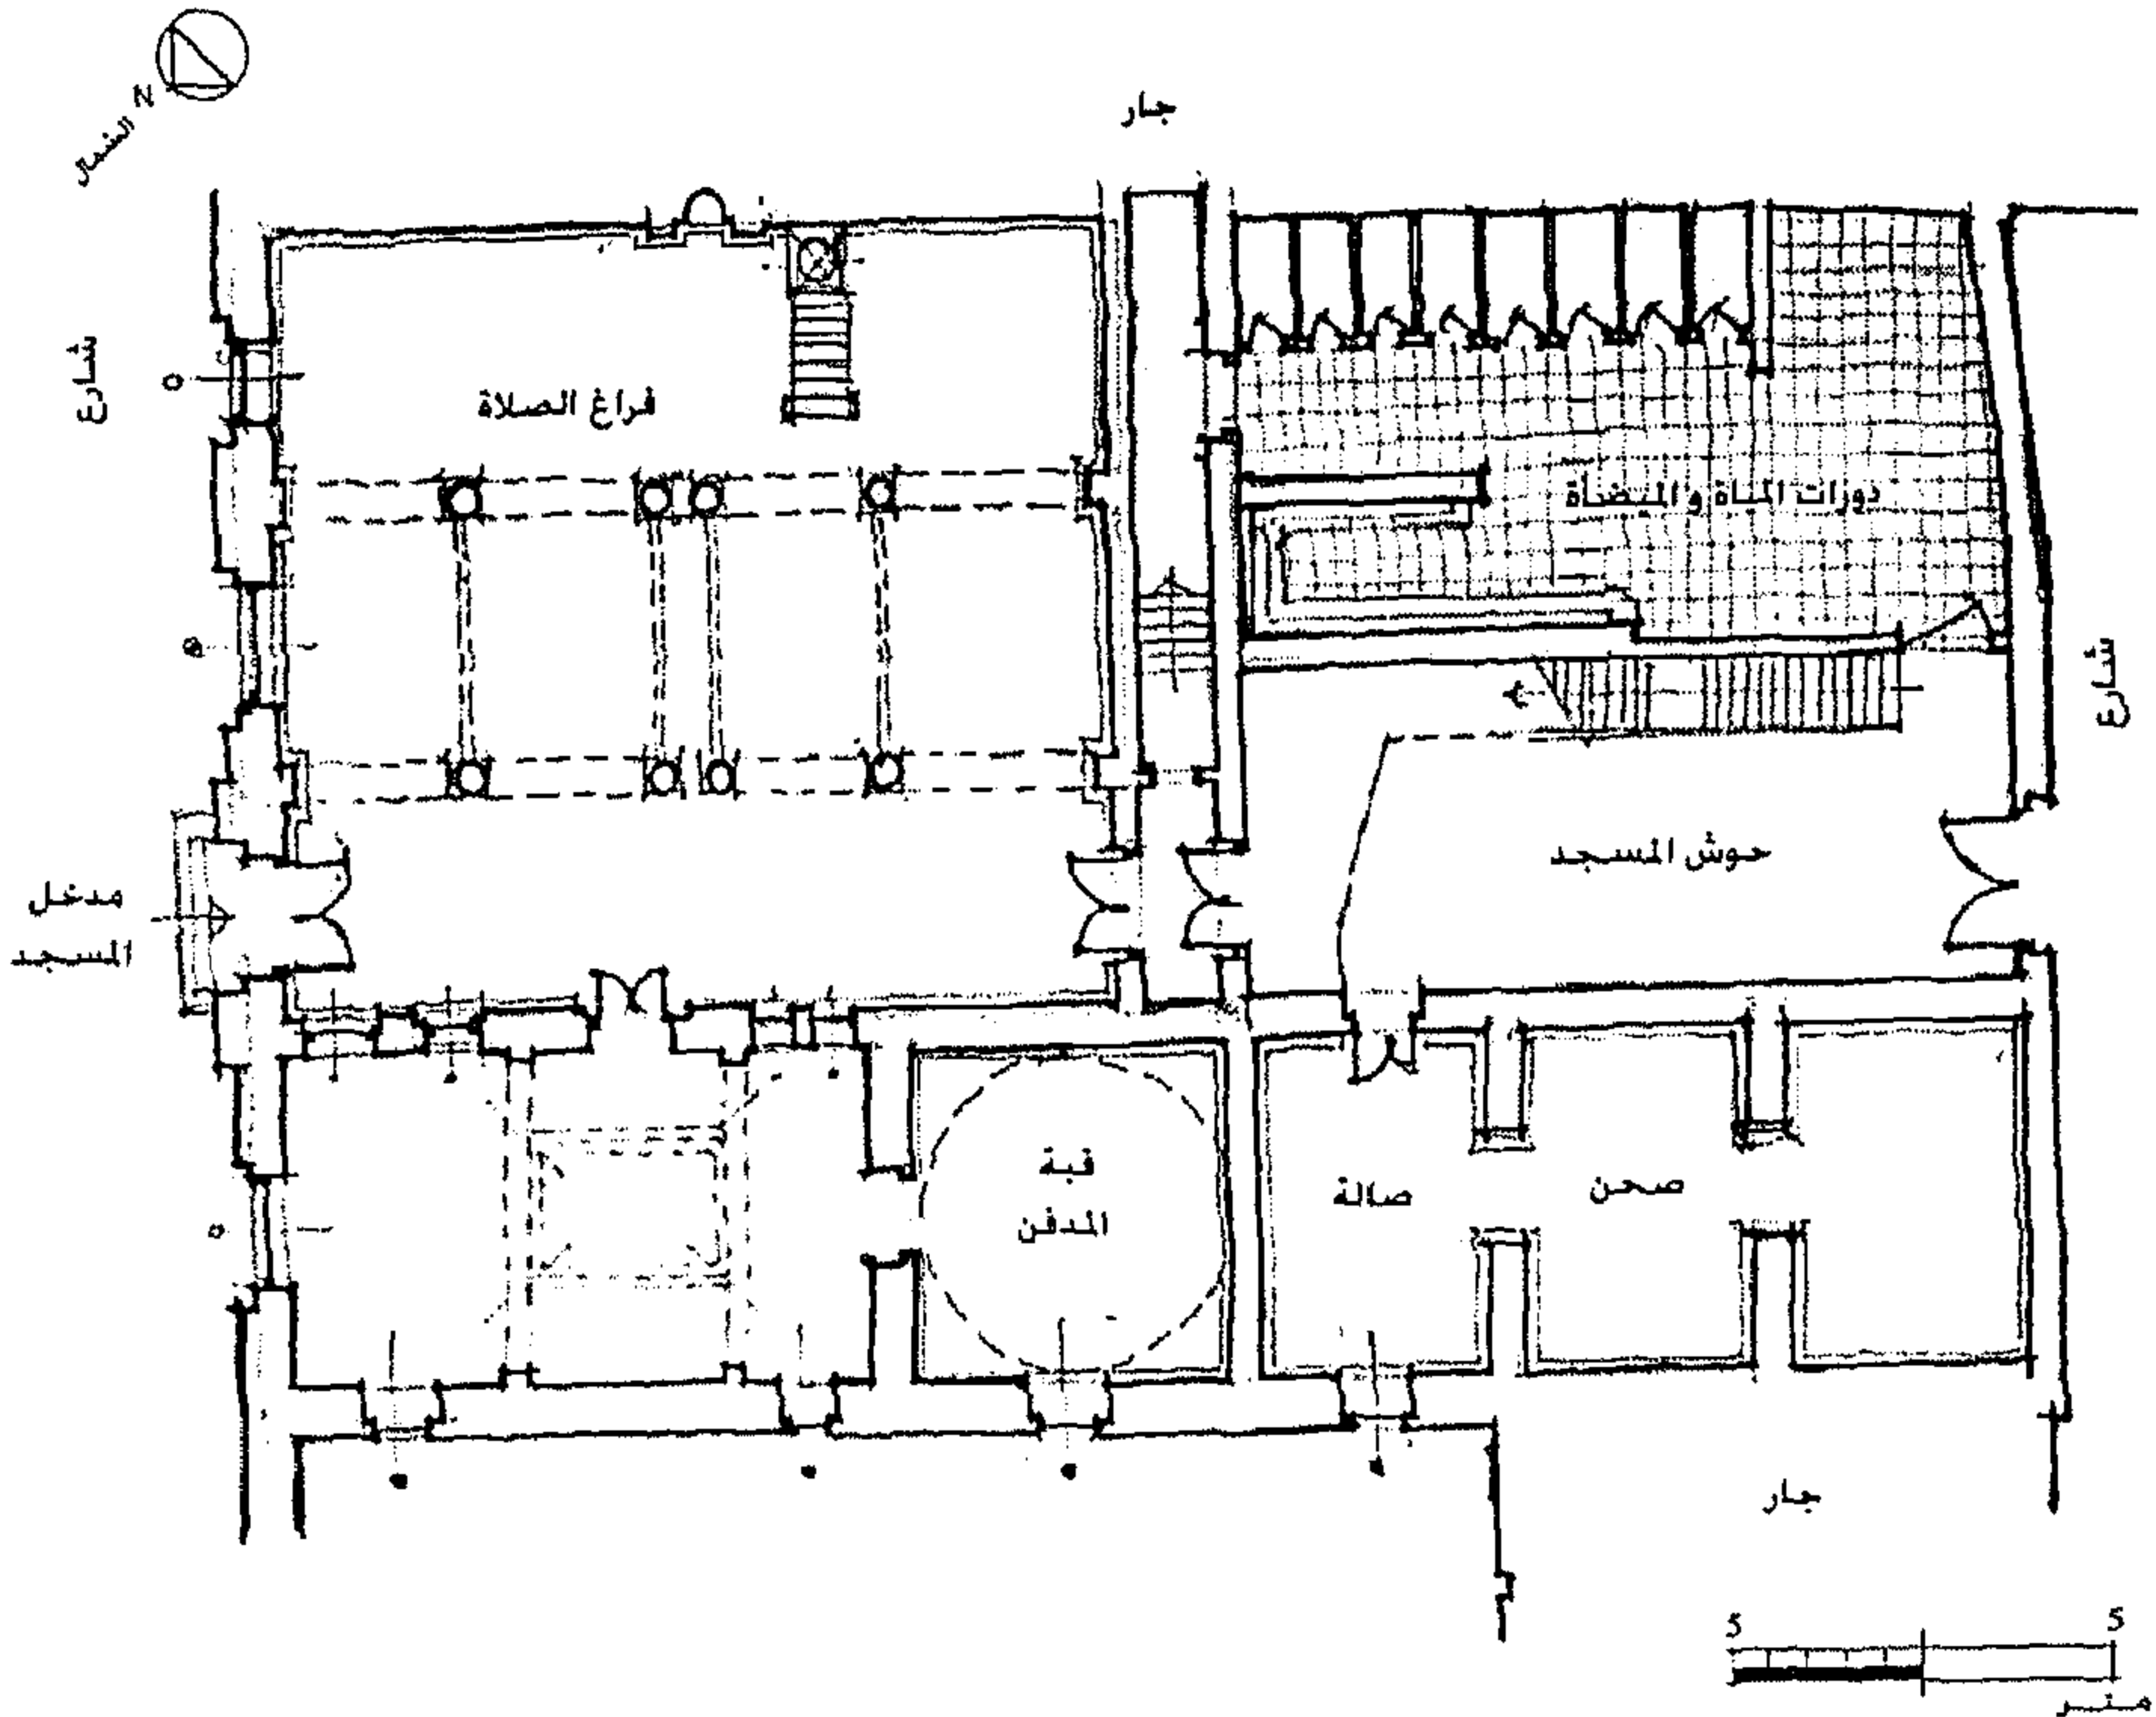 N
الشمال
جار
شارع
فراغ الصلاة
دورات المياة و الميضأة
شارع
حوش المسجد
مدخل
المسجد
قبة
المدفن
صالة
صحن
جار
5 5
متر